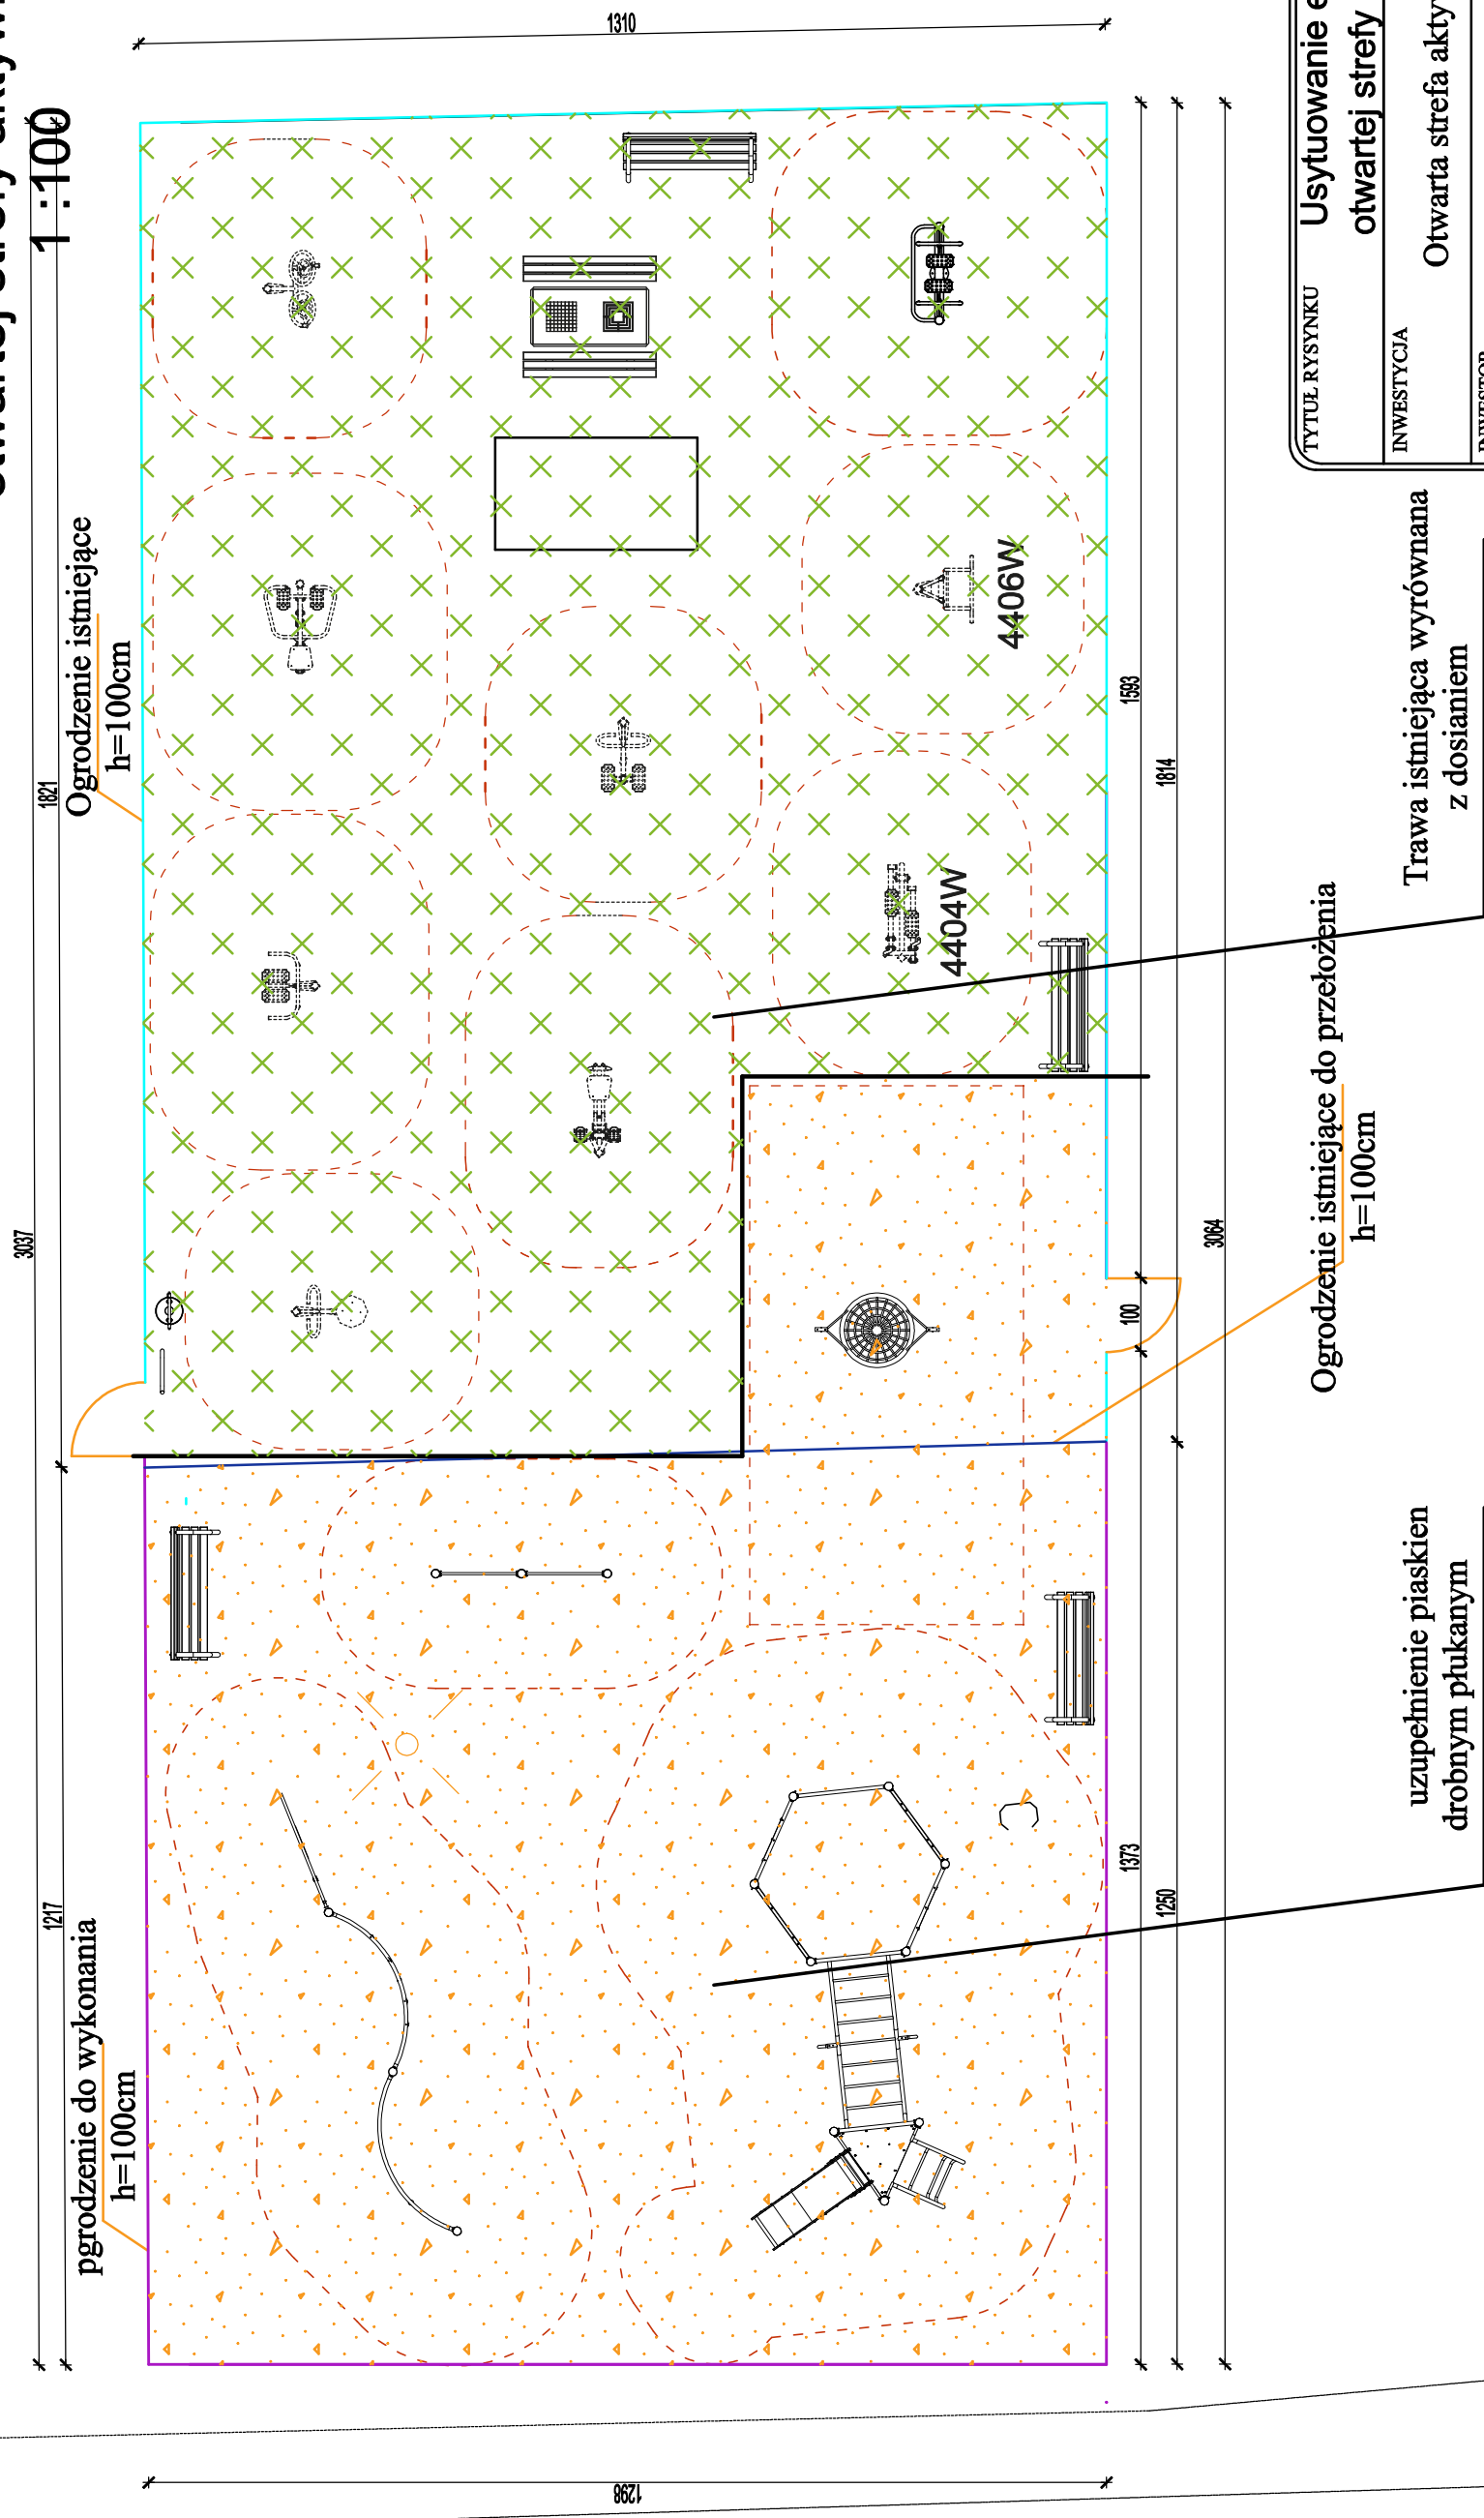 1:100
1310
3037
1821
Ogrodzenie istniejące
h=100cm
1217
pgrodzenie do wykonania
h=100cm
4406W
4404W
1593
100
1373
1814
1250
3064
1298
Ogrodzenie istniejące do przełożenia
h=100cm
Trawa istniejąca wyrównana
z dosianiem
uzupełnienie piaskien
drobnym płukanym
TYTUŁ RYSYNKU
Usytuowanie
otwartej strefy
INWESTYCJA
Otwarta strefa